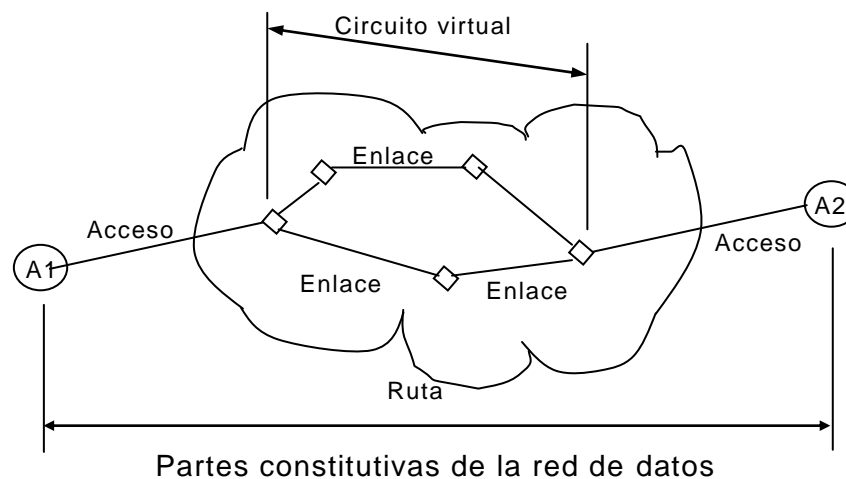 Circuito virtual
Enlace
A2
Acceso
Acceso
A1
Enlace
Enlace
Ruta
Partes constitutivas de la red de datos